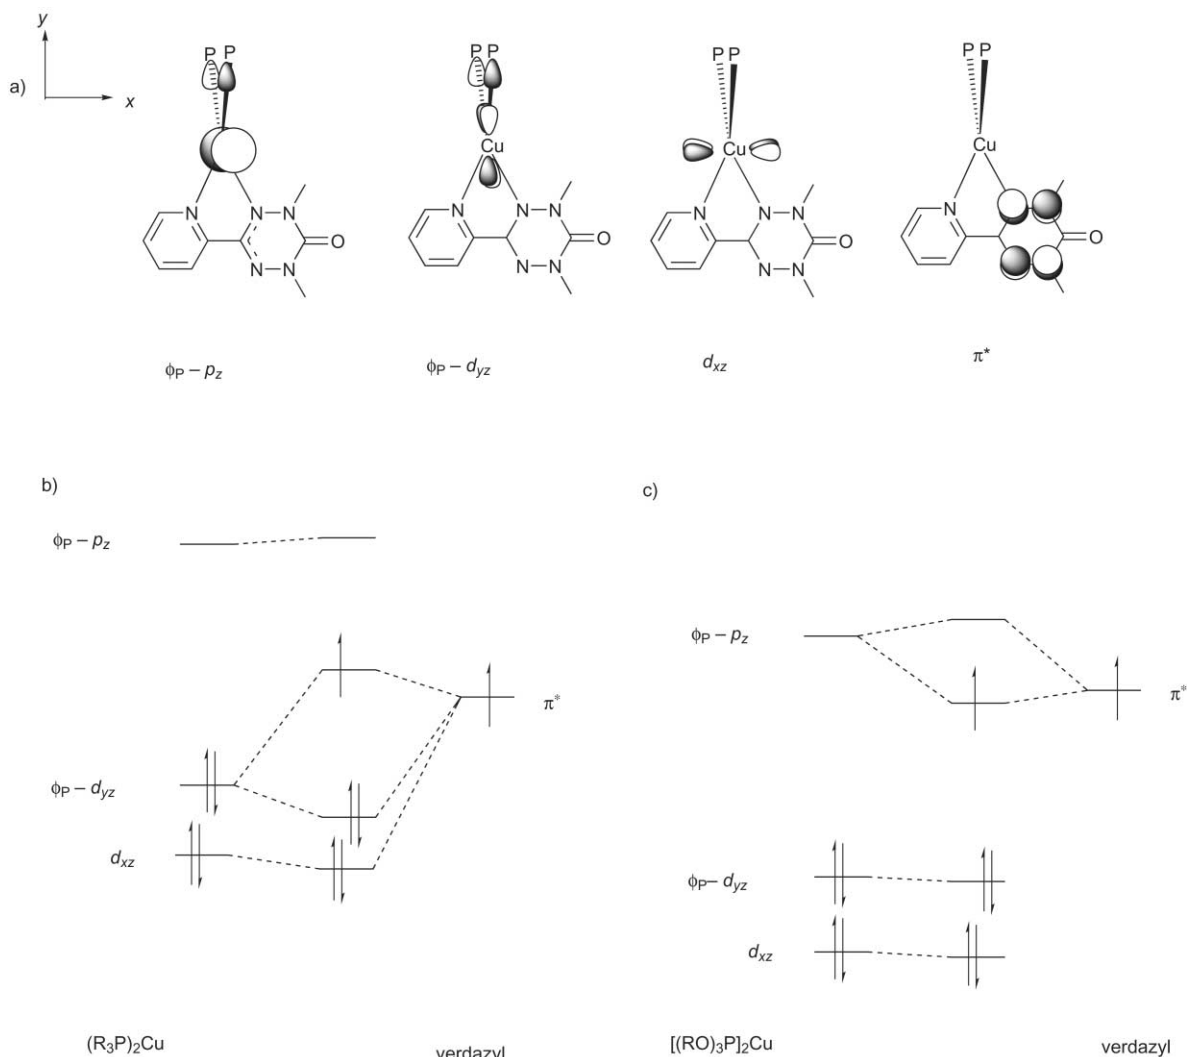 y
a)
x
P P
P P
P P
P P
Cu
Cu
Cu
N N N
N N N
N N N
N
O
O
O
O
N N
N N
N N
ϕP – pz
ϕP – dyz
dxz
π*
b)
c)
ϕP – pz
ϕP – pz
π*
π*
ϕP – dyz
dxz
ϕP – dyz
dxz
(R3P)2Cu
verdazyl
[(RO)3P]2Cu
verdazyl